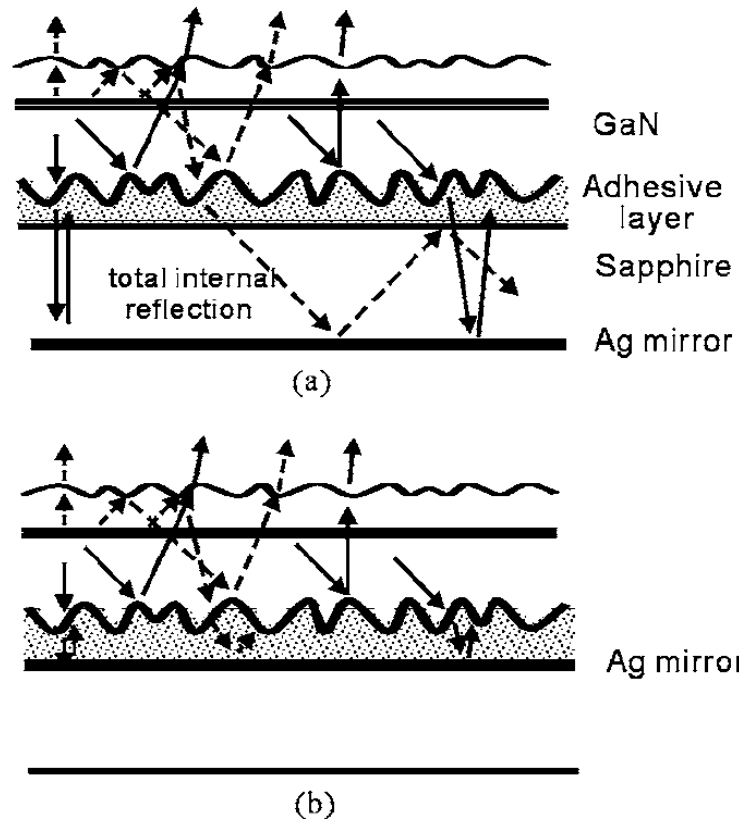 GaN
Adhesive
layer
Sapphire
total internal
reflection
Ag mirror
(a)
Ag mirror
(b)